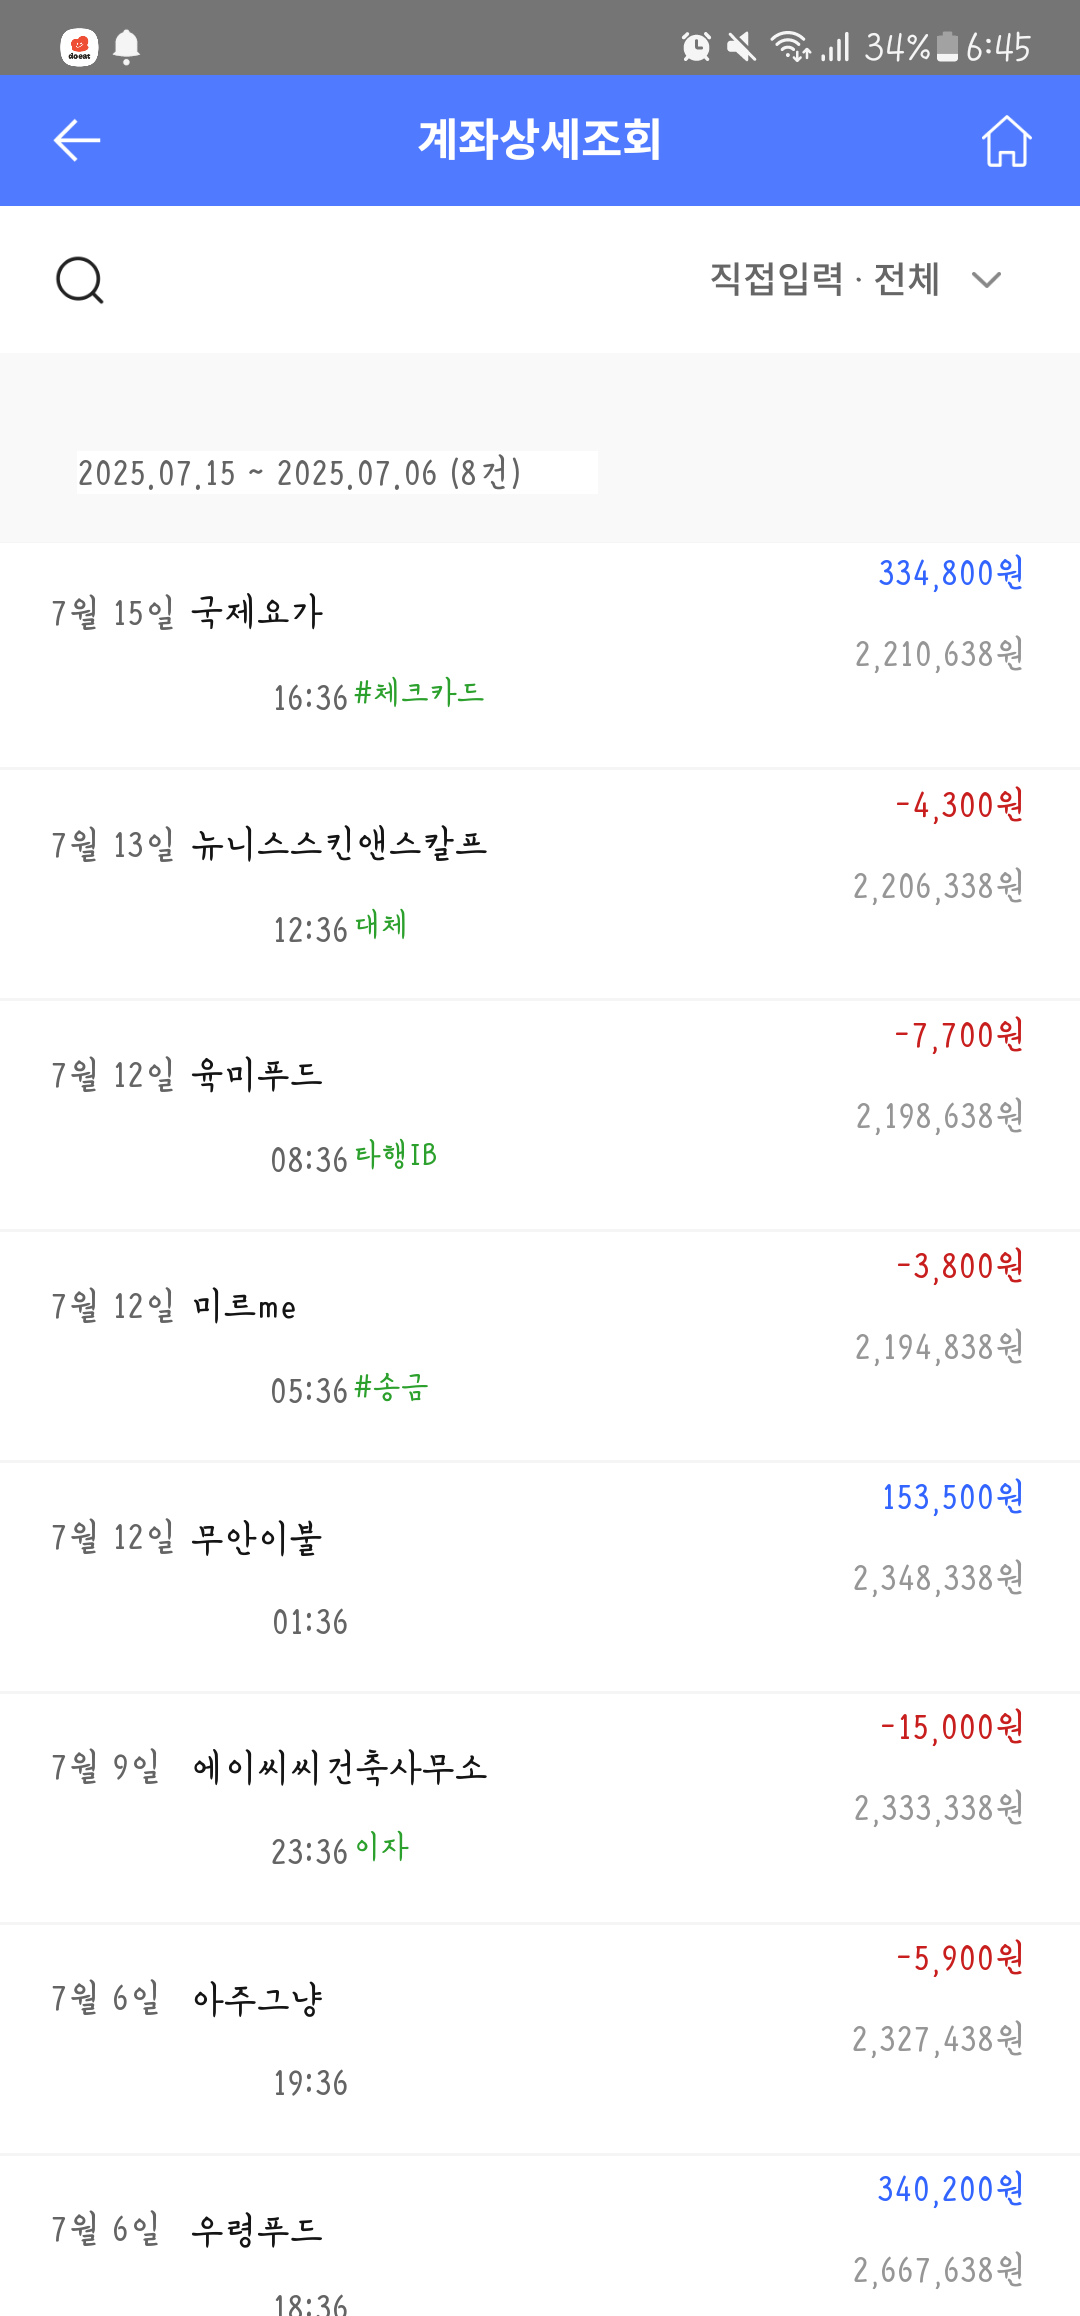 doeat
34% 6:45
계좌상세조회
직접입력 · 전체
2025.07.15 ~ 2025.07.06 (8건)
334,800원
7월 15일 국제요가
2,210,638원
16:36 #체크카드
-4,300원
7월 13일 뉴니스스킨앤스칼프
2,206,338원
12:36 대체
-7,700원
7월 12일 육미푸드
2,198,638원
08:36 타행IB
-3,800원
7월 12일 미르me
2,194,838원
05:36 #송금
153,500원
7월 12일 무안이불
2,348,338원
01:36
-15,000원
7월 9일 에이씨씨건축사무소
2,333,338원
23:36 이자
-5,900원
7월 6일 아주그냥
2,327,438원
19:36
340,200원
7월 6일 우령푸드
2,667,638원
18:36